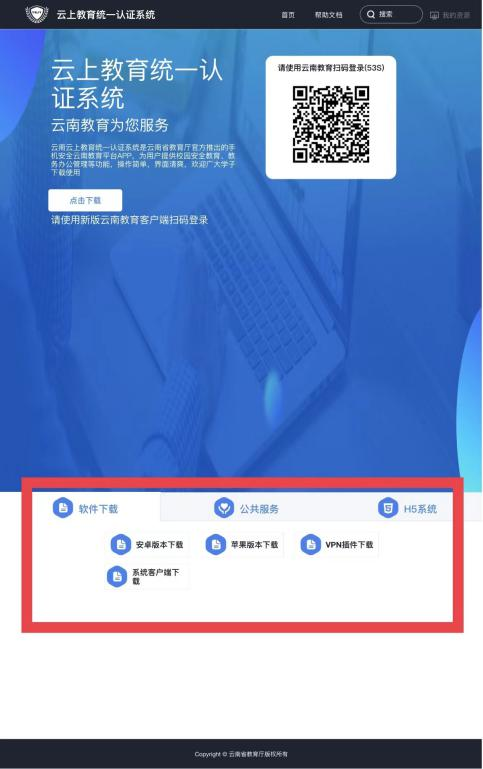 云上教育统一认证系统
首页
帮助文档
搜索
我的资源
云上教育统一认
证系统
云南教育为您服务
云南云上教育统一认证系统是云南省教育厅官方推出的手
机安全云南教育平台APP，为用户提供校园安全教育、教
务办公管理等功能，操作简单，界面清爽，欢迎广大学子
下载使用
点击下载
请使用新版云南教育客户端扫码登录
请使用云南教育扫码登录(53S)
软件下载
公共服务
H5系统
安卓版本下载
苹果版本下载
VPN插件下载
系统客户端下
载
Copyright © 云南省教育厅版权所有